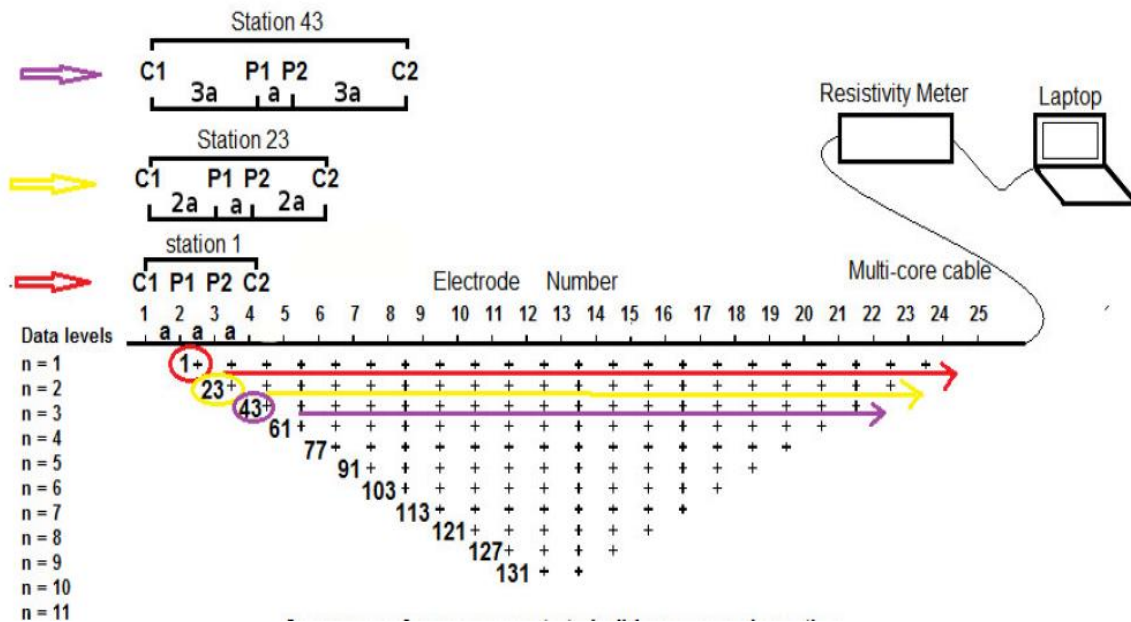 Station 43
C1 P1 P2 C2
3a a 3a
Station 23
C1 P1 P2 C2
2a a 2a
station 1
C1 P1 P2 C2
Resistivity Meter
Laptop
Multi-core cable
Electrode Number
1 2 3 4 5 6 7 8 9 10 11 12 13 14 15 16 17 18 19 20 21 22 23 24 25
a a a
Data levels
n = 1
1
n = 2
23
n = 3
43
n = 4
61
n = 5
77
n = 6
91
n = 7
103
n = 8
113
n = 9
121
n = 10
127
n = 11
131